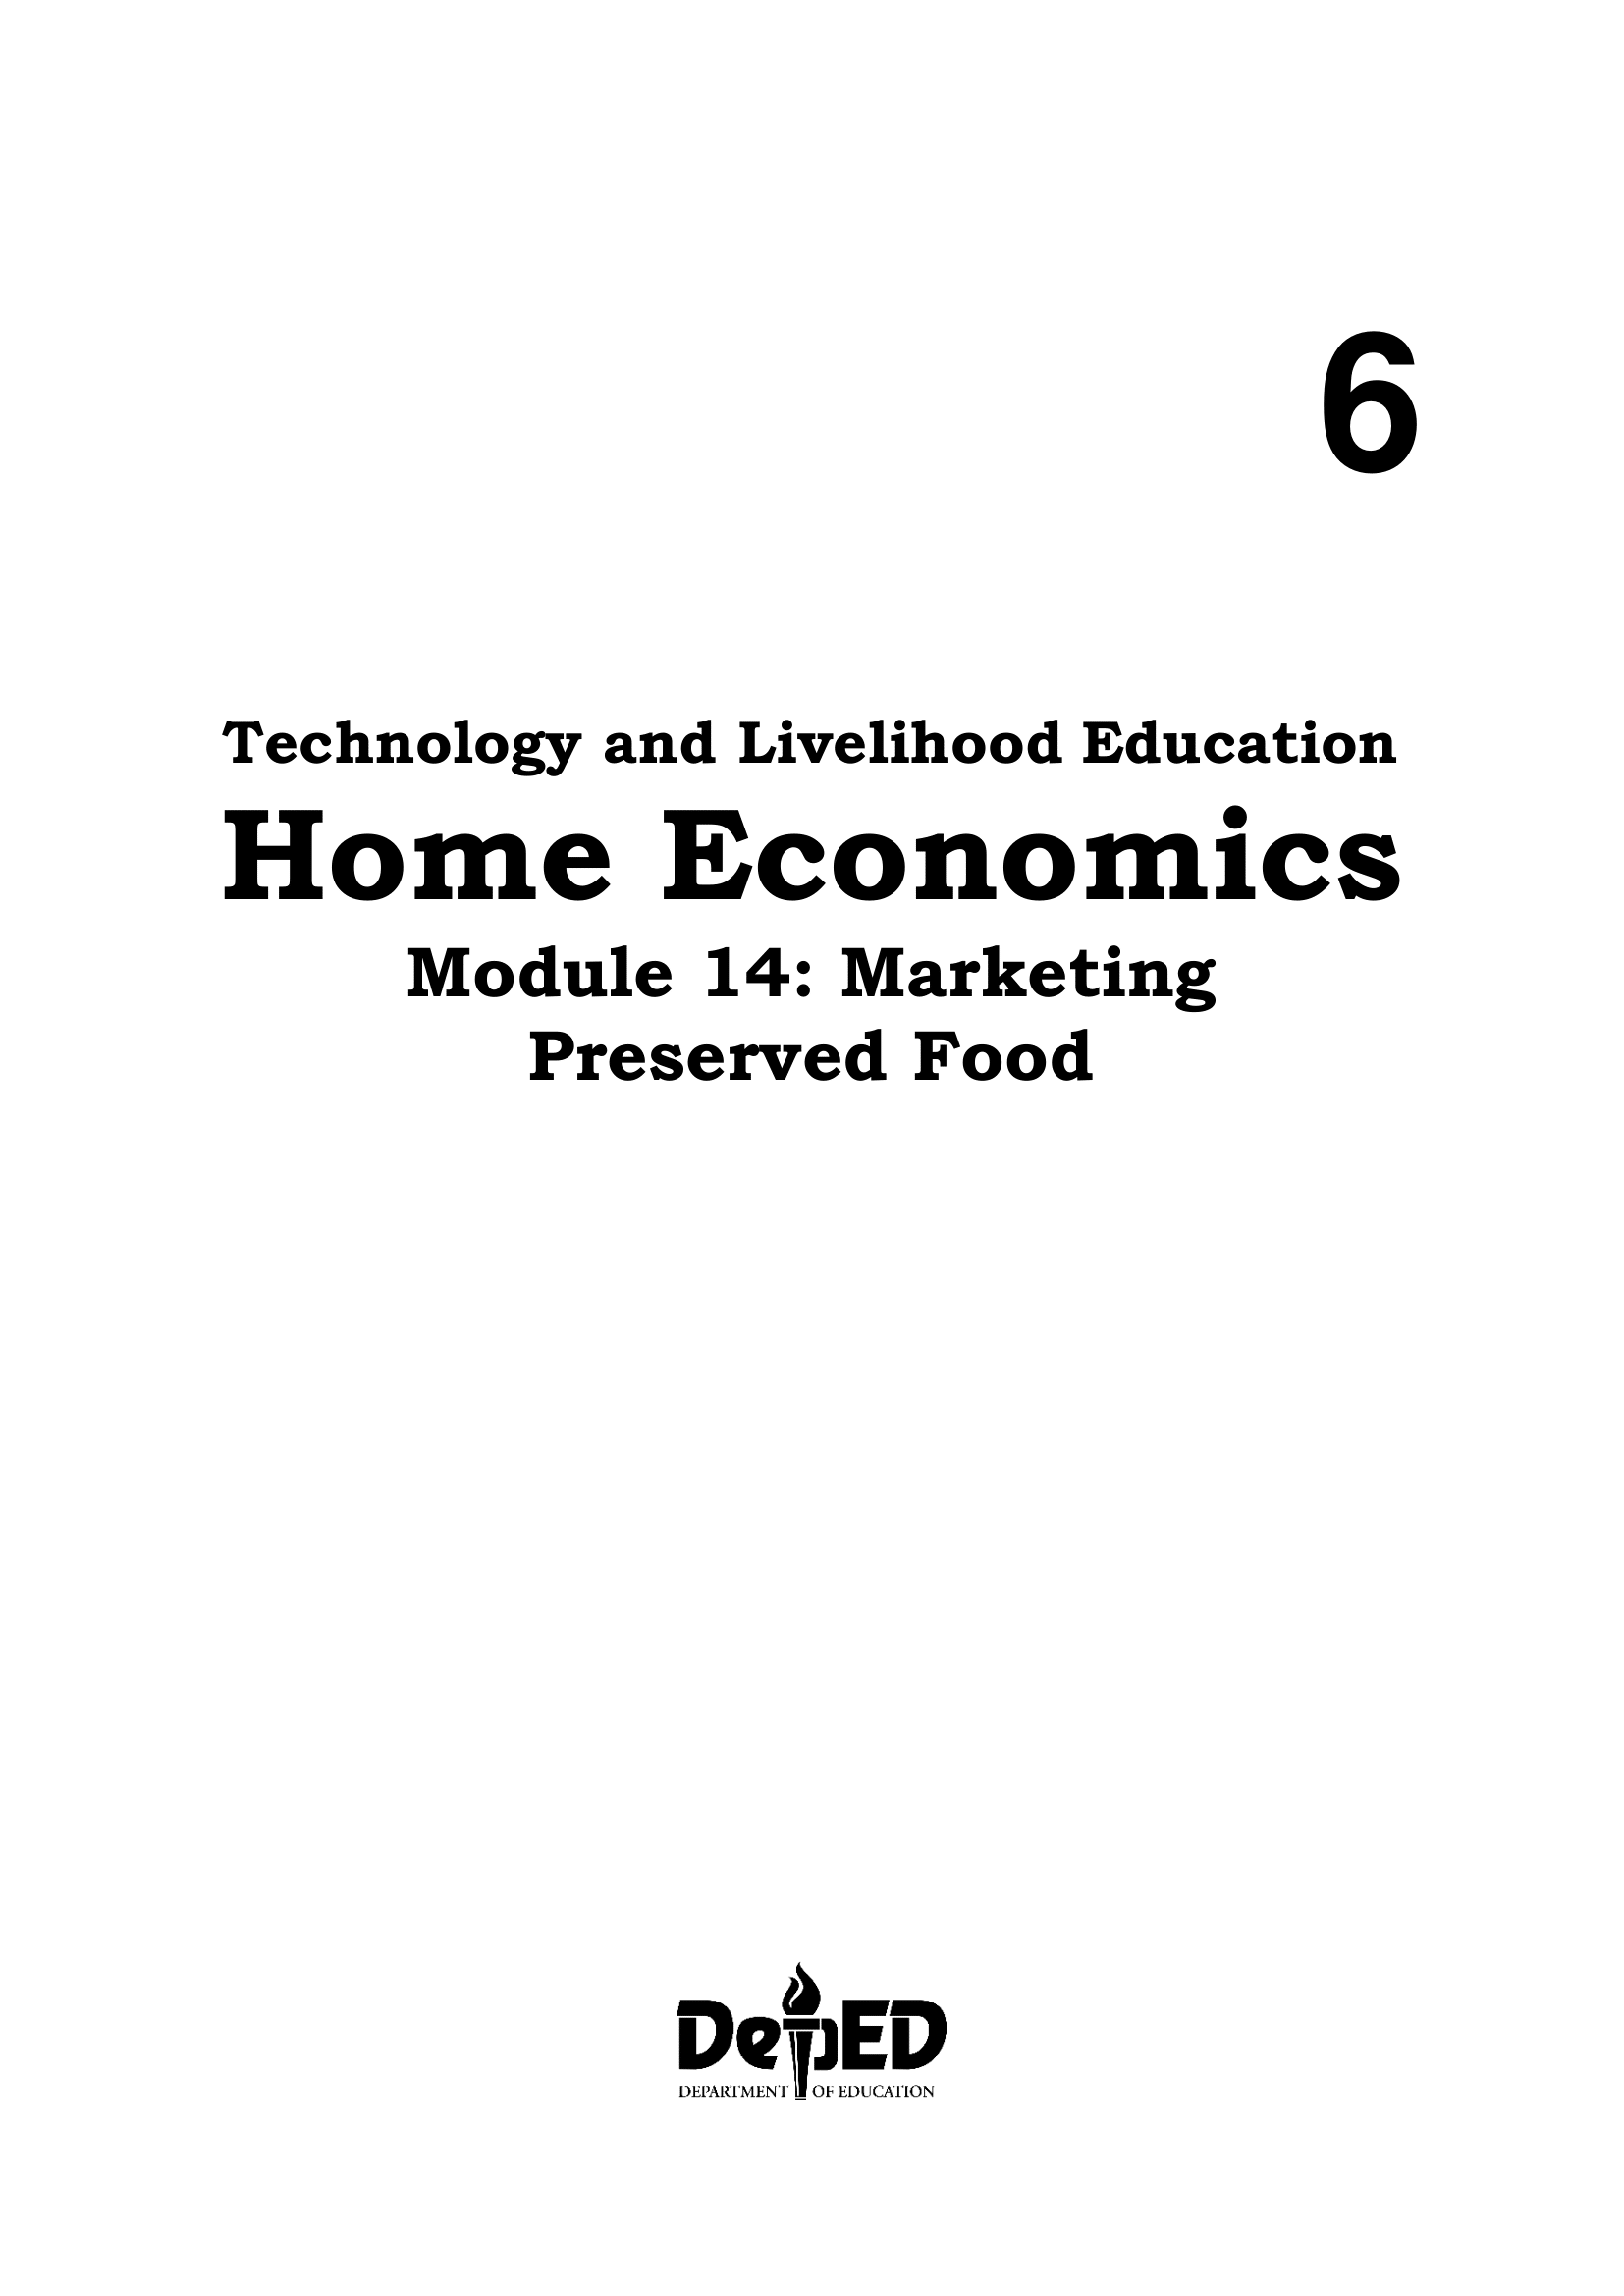 6
Technology and Livelihood Education
Home Economics
Module 14: Marketing
Preserved Food
DepED
DEPARTMENT OF EDUCATION